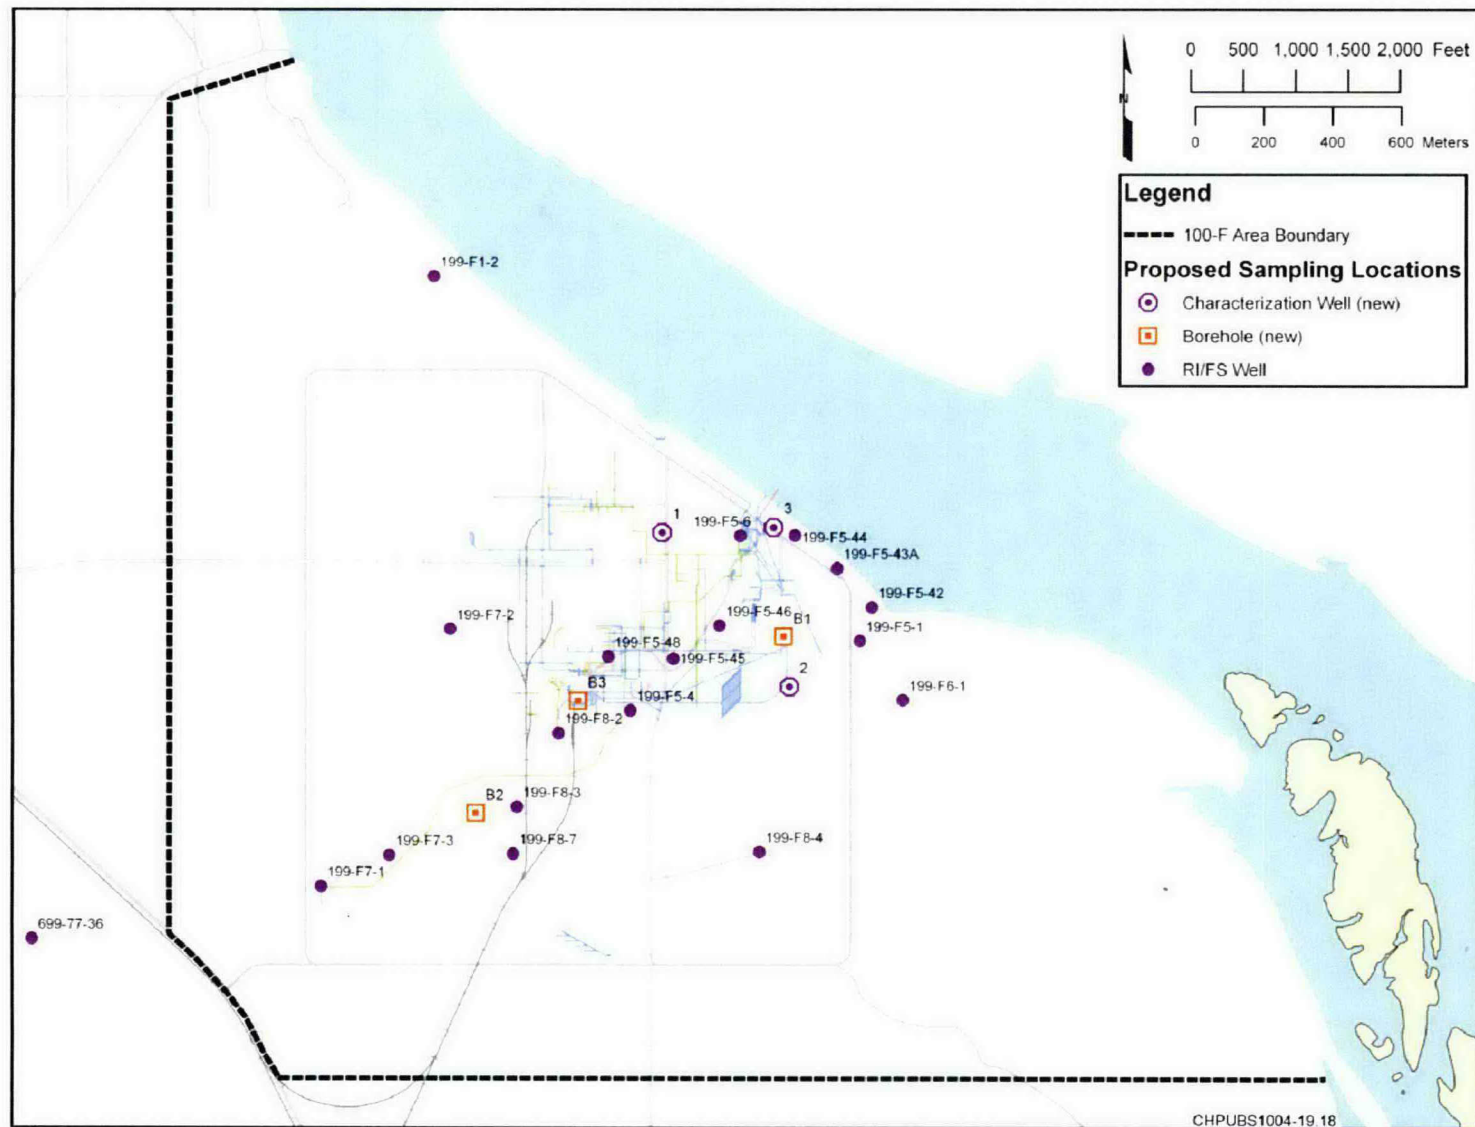 0 500 1,000 1,500 2,000 Feet
N
0 200 400 600 Meters
Legend
100-F Area Boundary
Proposed Sampling Locations
Characterization Well (new)
Borehole (new)
RI/FS Well
199-F1-2
1
199-F5-6
3
199-F5-44
199-F5-43A
199-F5-42
199-F7-2
199-F5-46
B1
199-F5-1
199-F5-48
199-F5-45
2
B3
199-F5-4
199-F6-1
199-F8-2
B2
199-F8-3
199-F7-3
199-F8-7
199-F8-4
199-F7-1
699-77-36
CHPUBS1004-19.18